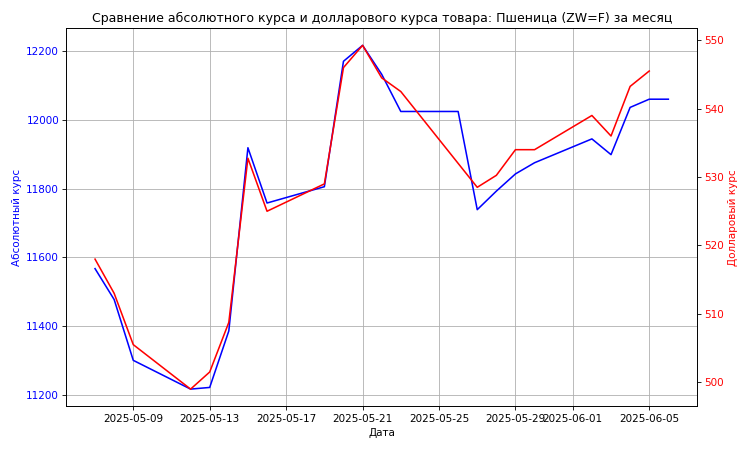 Сравнение абсолютного курса и долларового курса товара: Пшеница (ZW=F) за месяц
12200
12000
11800
11600
11400
11200
Абсолютный курс
550
540
530
520
510
500
Долларовый курс
2025-05-09 2025-05-13 2025-05-17 2025-05-21 2025-05-25 2025-05-29 2025-06-01 2025-06-05
Дата